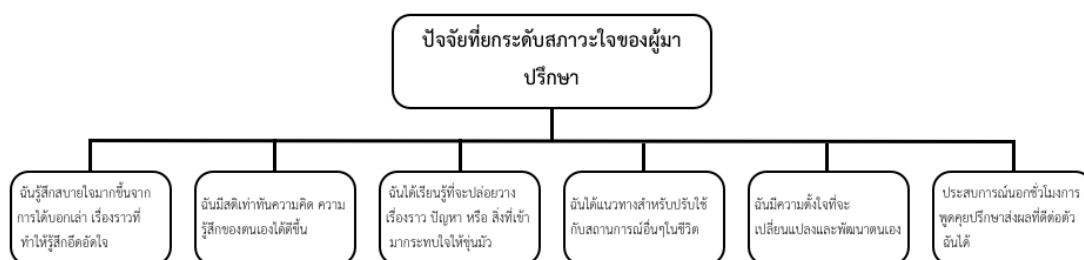 ปัจจัยที่ยกระดับสภาวะใจของผู้มา
ปรึกษา
ฉันรู้สึกสบายใจมากขึ้นจาก
การได้บอกเล่า เรื่องราวที่
ทำให้รู้สึกอึดอัดใจ
ฉันมีสติเท่าทันความคิด ความ
รู้สึกของตนเองได้ดีขึ้น
ฉันได้เรียนรู้ที่จะปล่อยวาง
เรื่องราว ปัญหา หรือ สิ่งที่เข้า
มากระทบใจให้ขุ่นมัว
ฉันได้แนวทางสำหรับปรับใช้
กับสถานการณ์อื่นๆในชีวิต
ฉันมีความตั้งใจที่จะ
เปลี่ยนแปลงและพัฒนาตนเอง
ประสบการณ์นอกชั่วโมงการ
พูดคุยปรึกษาส่งผลที่ดีต่อตัว
ฉันได้